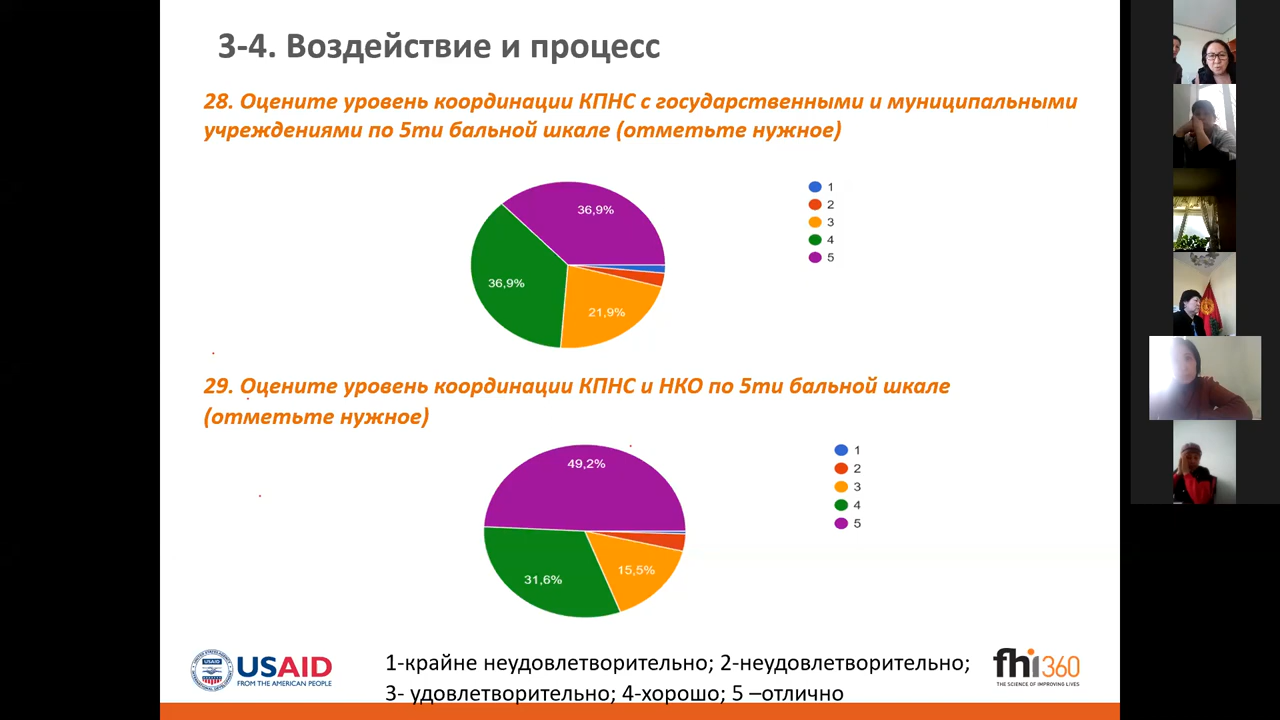 3-4. Воздействие и процесс
28. Оцените уровень координации КПНС с государственными и муниципальными
учреждениями по 5ти бальной шкале (отметьте нужное)
36,9%
36,9%
21,9%
1
2
3
4
5
29. Оцените уровень координации КПНС и НКО по 5ти бальной шкале
(отметьте нужное)
49,2%
31,6%
15,5%
1
2
3
4
5
USAID
FROM THE AMERICAN PEOPLE
1-крайне неудовлетворительно; 2-неудовлетворительно;
3- удовлетворительно; 4-хорошо; 5 –отлично
fhi360
THE SCIENCE OF IMPROVING LIVES